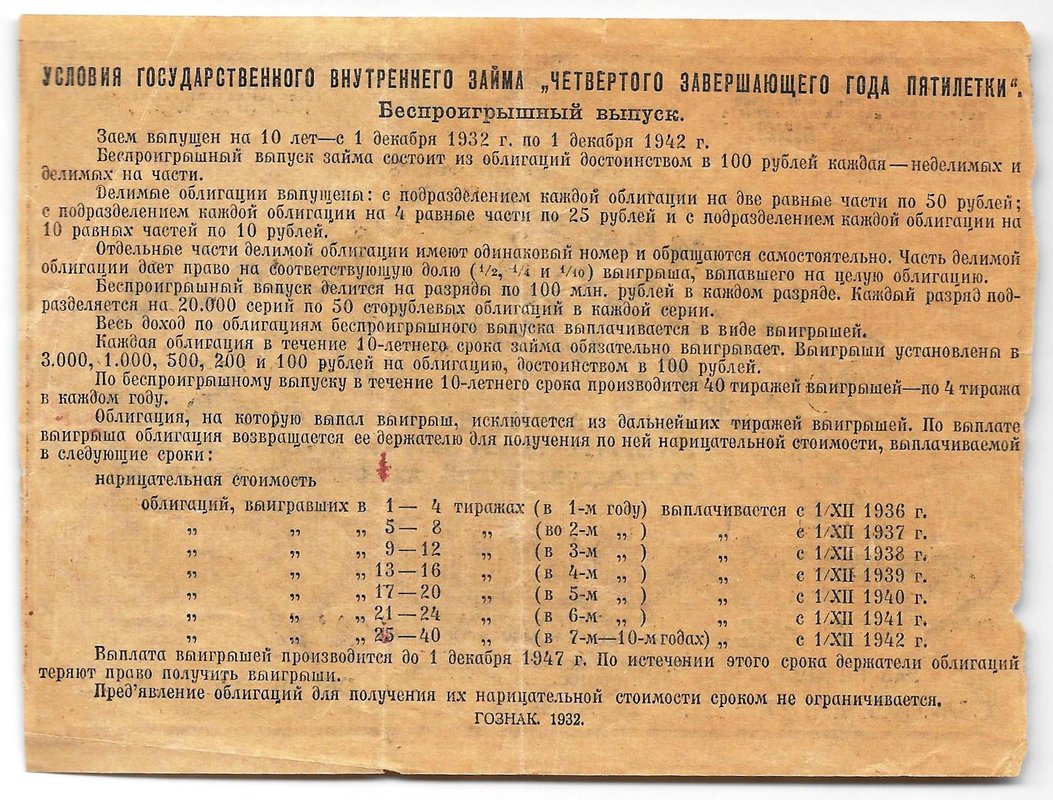 УСЛОВИЯ ГОСУДАРСТВЕННОГО ВНУТРЕННЕГО ЗАЙМА „ЧЕТВЕРТОГО ЗАВЕРШАЮЩЕГО ГОДА ПЯТИЛЕТКИ“.
Беспроигрышный выпуск.
Заем выпущен на 10 лет—с 1 декабря 1932 г. по 1 декабря 1942 г.
Беспроигрышный выпуск займа состоит из облигаций достоинством в 100 рублей каждая—неделимых и
делимых на части.
Делимые облигации выпущены: с подразделением каждой облигации на две равные части по 50 рублей;
с подразделением каждой облигации на 4 равные части по 25 рублей и с подразделением каждой облигации на
10 равных частей по 10 рублей.
Отдельные части делимой облигации имеют одинаковый номер и обращаются самостоятельно. Часть делимой
облигации дает право на соответствующую долю (1/2, 1/4 и 1/10) выигрыша, выпавшего на целую облигацию.
Беспроигрышный выпуск делится на разряды по 100 млн. рублей в каждом разряде. Каждый разряд под-
разделяется на 20.000 серий по 50 сторублевых облигаций в каждой серии.
Весь доход по облигациям беспроигрышного выпуска выплачивается в виде выигрышей.
Каждая облигация в течение 10-летнего срока займа обязательно выигрывает. Выигрыши установлены в
3.000, 1.000, 500, 200 и 100 рублей на облигацию, достоинством в 100 рублей.
По беспроигрышному выпуску в течение 10-летнего срока производится 40 тиражей выигрышей—по 4 тиража
в каждом году.
Облигация, на которую выпал выигрыш, исключается из дальнейших тиражей выигрышей. По выплате
выигрыша облигация возвращается ее держателю для получения по ней нарицательной стоимости, выплачиваемой
в следующие сроки:
нарицательная стоимость
облигаций, выигравших в 1— 4 тиражах (в 1-м году) выплачивается с 1/XII 1936 г.
„ „ „ 5— 8 „ (во 2-м „ ) „ с 1/XII 1937 г.
„ „ „ 9—12 „ (в 3-м „ ) „ с 1/XII 1938 г.
„ „ „ 13—16 „ (в 4-м „ ) „ с 1/XII 1939 г.
„ „ „ 17—20 „ (в 5-м „ ) „ с 1/XII 1940 г.
„ „ „ 21—24 „ (в 6-м „ ) „ с 1/XII 1941 г.
„ „ „ 25—40 „ (в 7-м—10-м годах) „ с 1/XII 1942 г.
Выплата выигрышей производится до 1 декабря 1947 г. По истечении этого срока держатели облигаций
теряют право получить выигрыши.
Пред'явление облигаций для получения их нарицательной стоимости сроком не ограничивается.
ГОЗНАК. 1932.